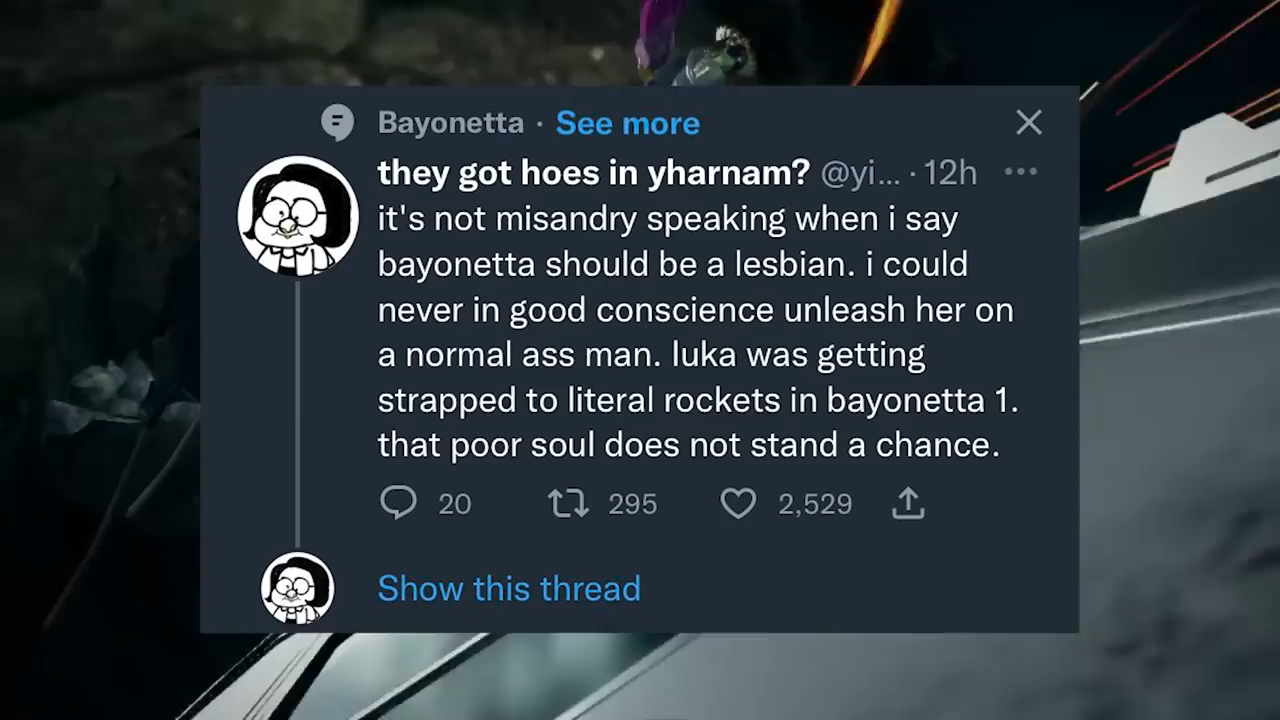 Bayonetta · See more
they got hoes in yharnam? @yi... · 12h
it's not misandry speaking when i say
bayonetta should be a lesbian. i could
never in good conscience unleash her on
a normal ass man. luka was getting
strapped to literal rockets in bayonetta 1.
that poor soul does not stand a chance.
20 295 2,529
Show this thread